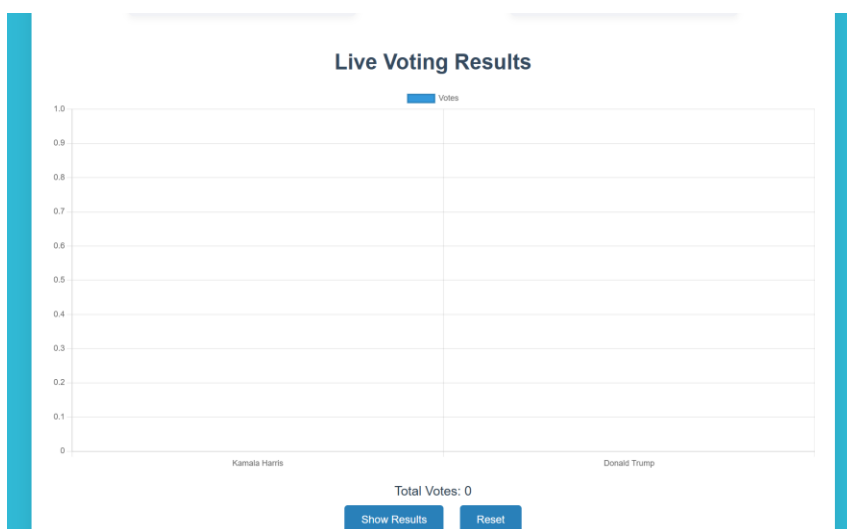 Live Voting Results
Votes
1.0
0.9
0.8
0.7
0.6
0.5
0.4
0.3
0.2
0.1
0
Kamala Harris Donald Trump
Total Votes: 0
Show Results Reset